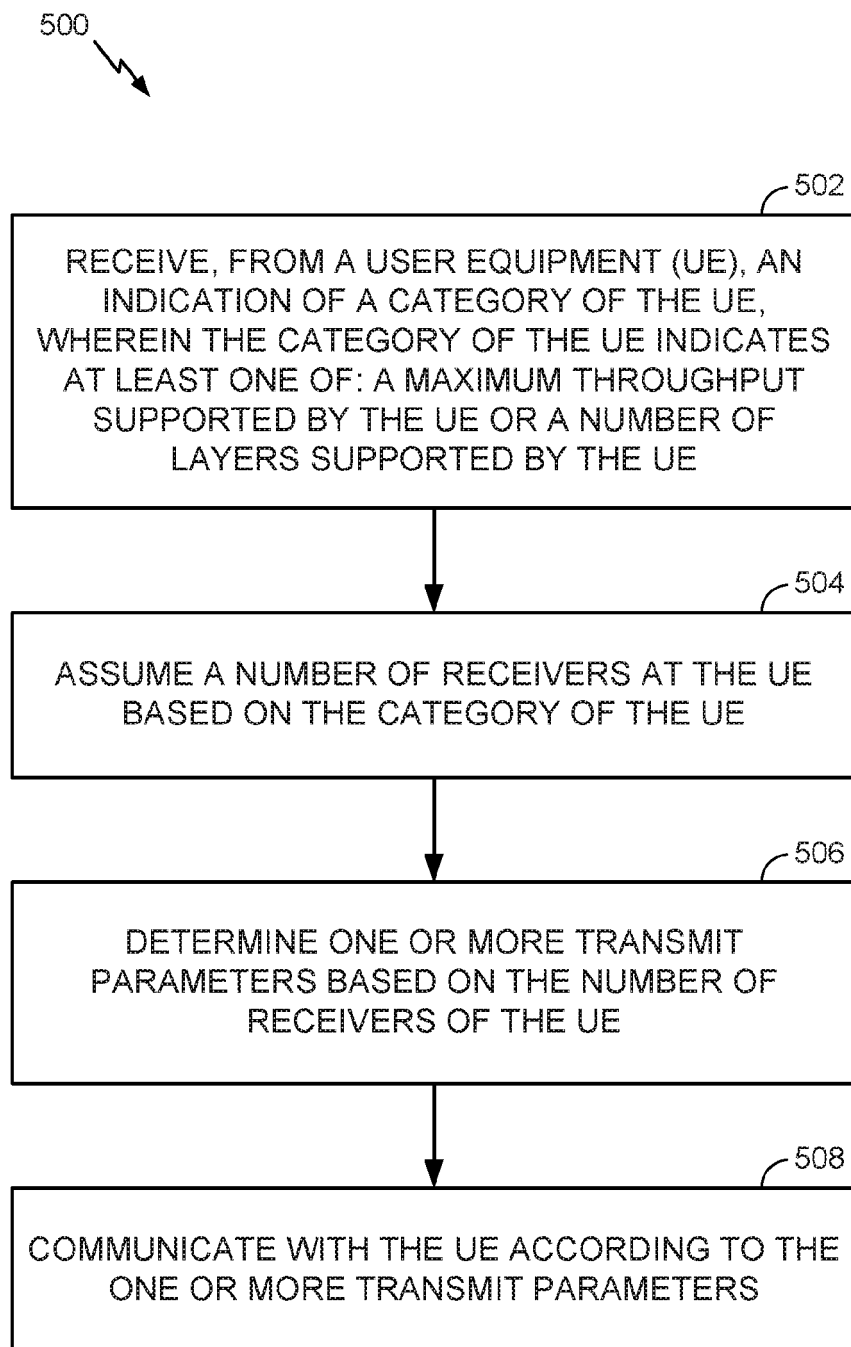 500
502
RECEIVE, FROM A USER EQUIPMENT (UE), AN
INDICATION OF A CATEGORY OF THE UE,
WHEREIN THE CATEGORY OF THE UE INDICATES
AT LEAST ONE OF: A MAXIMUM THROUGHPUT
SUPPORTED BY THE UE OR A NUMBER OF
LAYERS SUPPORTED BY THE UE
504
ASSUME A NUMBER OF RECEIVERS AT THE UE
BASED ON THE CATEGORY OF THE UE
506
DETERMINE ONE OR MORE TRANSMIT
PARAMETERS BASED ON THE NUMBER OF
RECEIVERS OF THE UE
508
COMMUNICATE WITH THE UE ACCORDING TO THE
ONE OR MORE TRANSMIT PARAMETERS